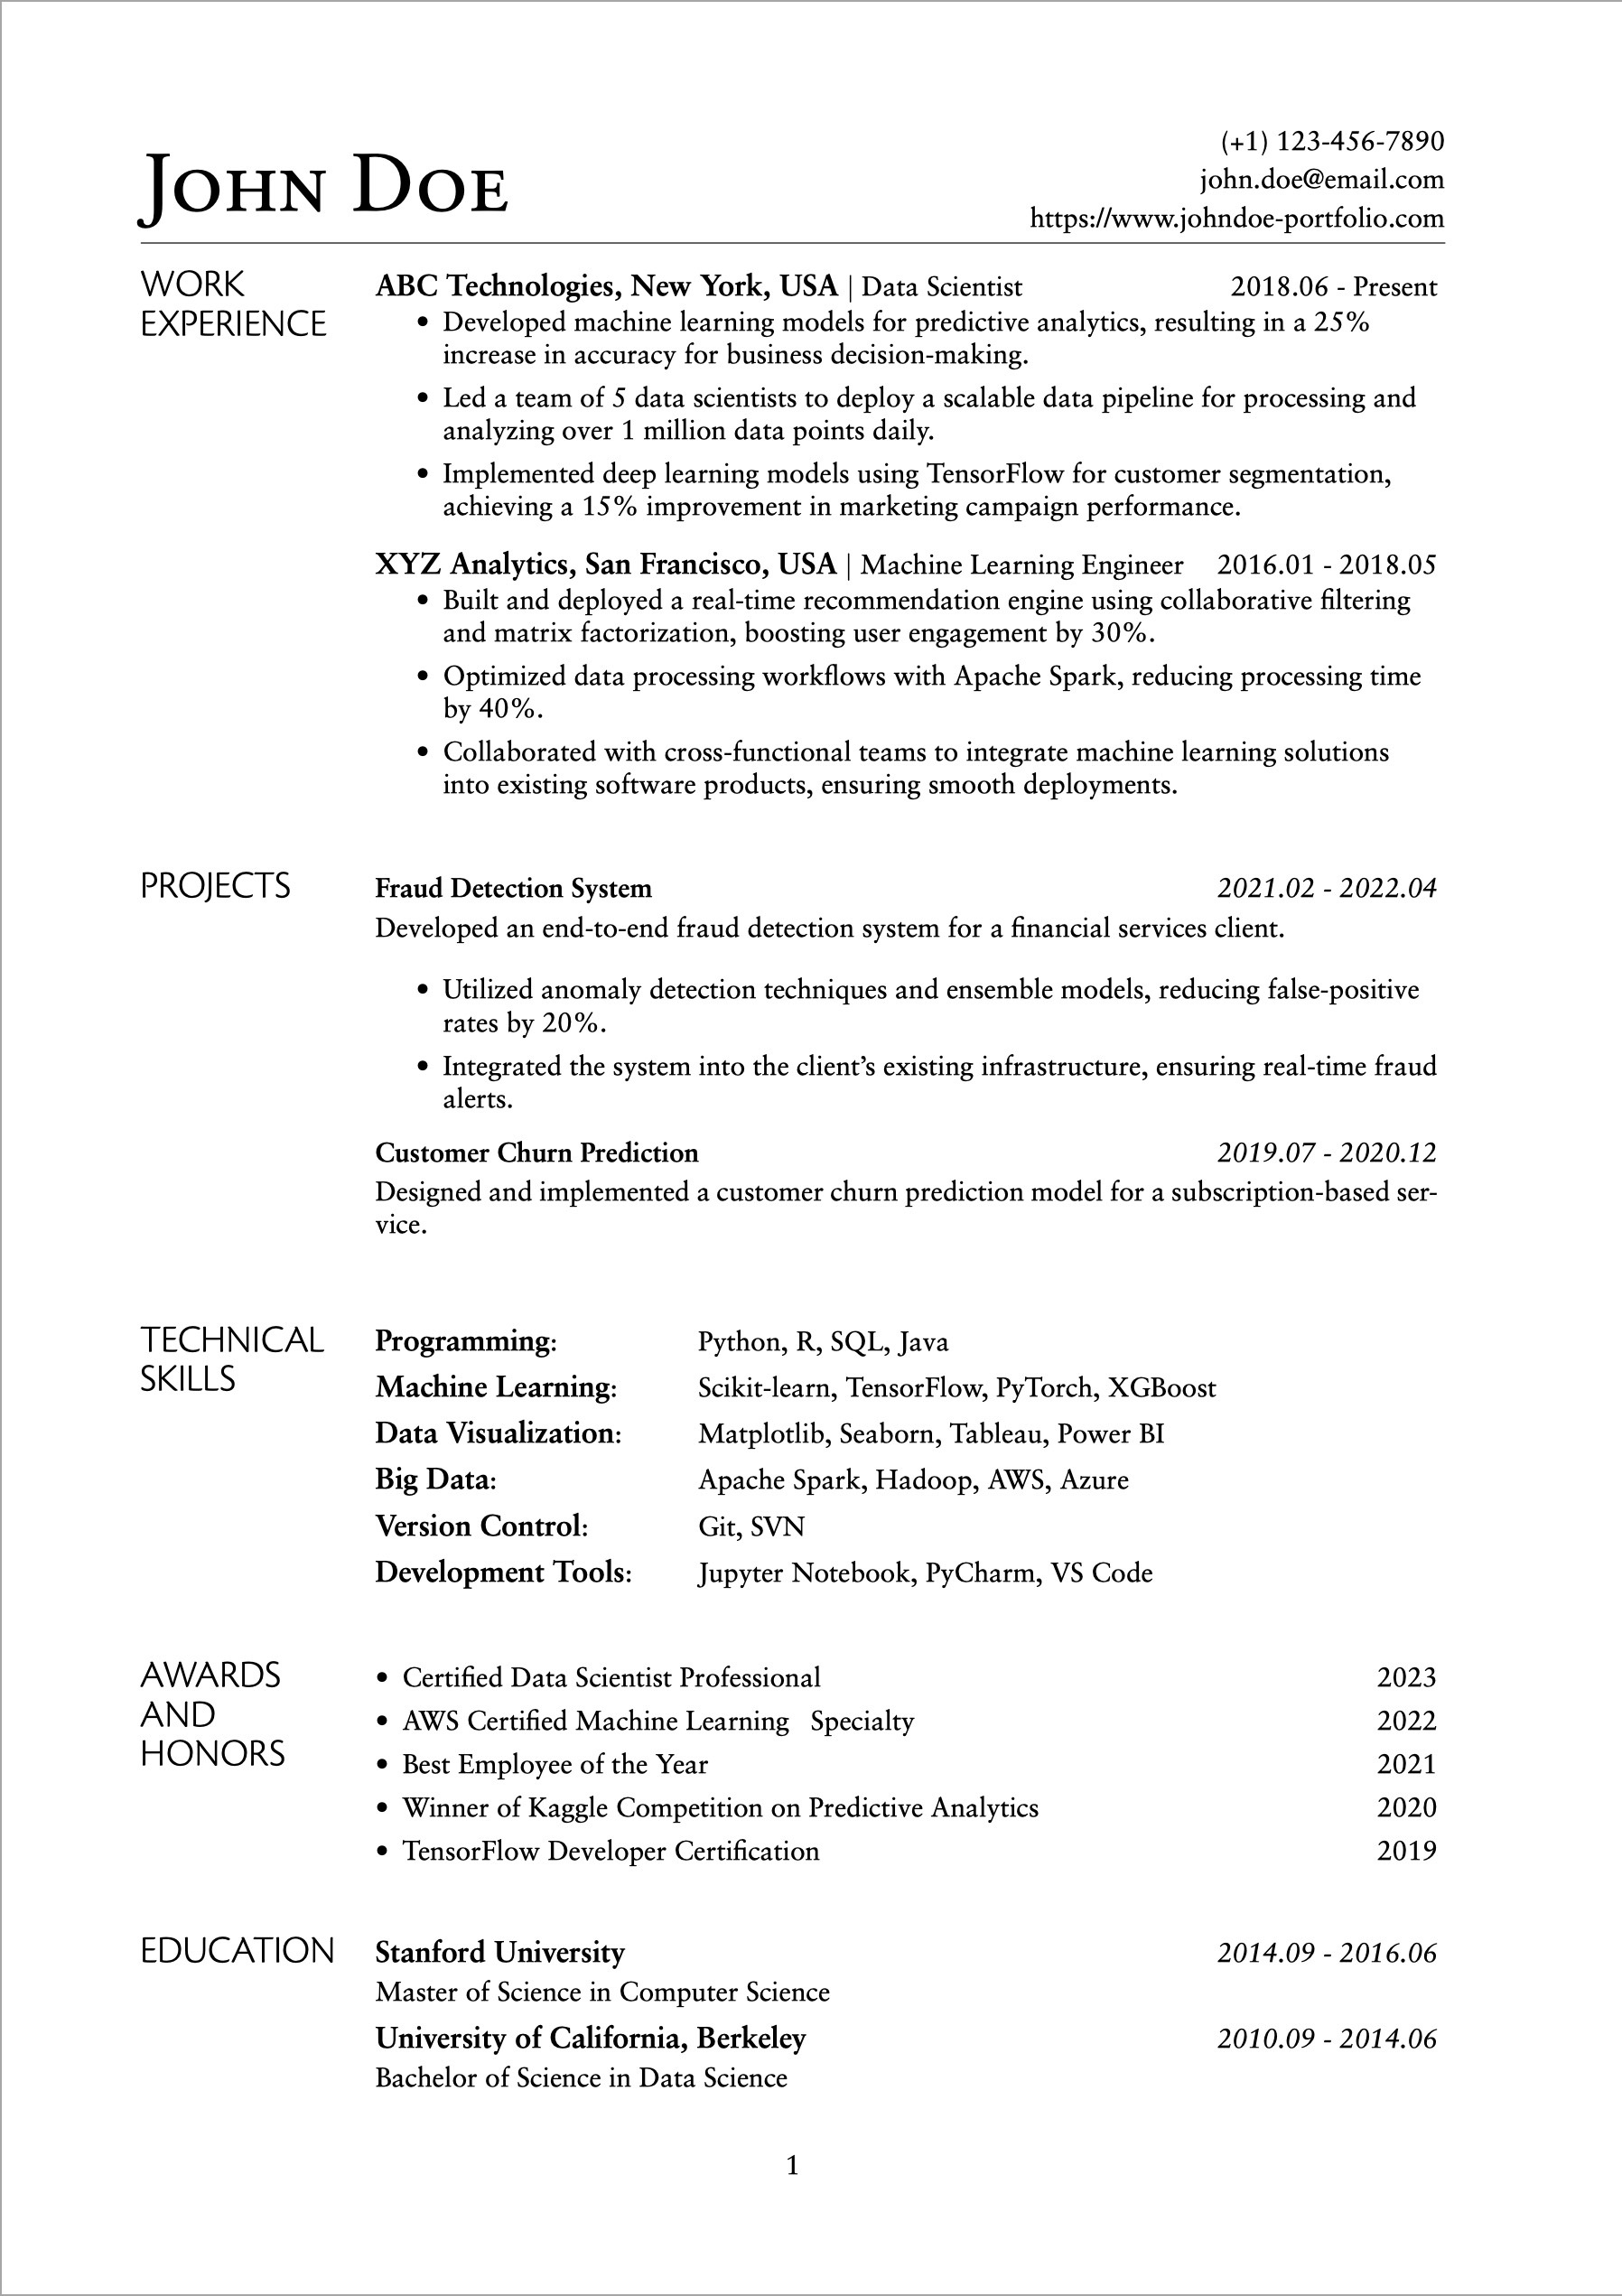 JOHN DOE
(+1) 123-456-7890
john.doe@email.com
https://www.johndoe-portfolio.com
WORK
EXPERIENCE
ABC Technologies, New York, USA | Data Scientist 2018.06 - Present
• Developed machine learning models for predictive analytics, resulting in a 25%
increase in accuracy for business decision-making.
• Led a team of 5 data scientists to deploy a scalable data pipeline for processing and
analyzing over 1 million data points daily.
• Implemented deep learning models using TensorFlow for customer segmentation,
achieving a 15% improvement in marketing campaign performance.
XYZ Analytics, San Francisco, USA | Machine Learning Engineer 2016.01 - 2018.05
• Built and deployed a real-time recommendation engine using collaborative filtering
and matrix factorization, boosting user engagement by 30%.
• Optimized data processing workflows with Apache Spark, reducing processing time
by 40%.
• Collaborated with cross-functional teams to integrate machine learning solutions
into existing software products, ensuring smooth deployments.
PROJECTS
Fraud Detection System 2021.02 - 2022.04
Developed an end-to-end fraud detection system for a financial services client.
• Utilized anomaly detection techniques and ensemble models, reducing false-positive
rates by 20%.
• Integrated the system into the client’s existing infrastructure, ensuring real-time fraud
alerts.
Customer Churn Prediction 2019.07 - 2020.12
Designed and implemented a customer churn prediction model for a subscription-based ser-
vice.
TECHNICAL
SKILLS
Programming: Python, R, SQL, Java
Machine Learning: Scikit-learn, TensorFlow, PyTorch, XGBoost
Data Visualization: Matplotlib, Seaborn, Tableau, Power BI
Big Data: Apache Spark, Hadoop, AWS, Azure
Version Control: Git, SVN
Development Tools: Jupyter Notebook, PyCharm, VS Code
AWARDS
AND
HONORS
• Certified Data Scientist Professional 2023
• AWS Certified Machine Learning Specialty 2022
• Best Employee of the Year 2021
• Winner of Kaggle Competition on Predictive Analytics 2020
• TensorFlow Developer Certification 2019
EDUCATION
Stanford University 2014.09 - 2016.06
Master of Science in Computer Science
University of California, Berkeley 2010.09 - 2014.06
Bachelor of Science in Data Science
1